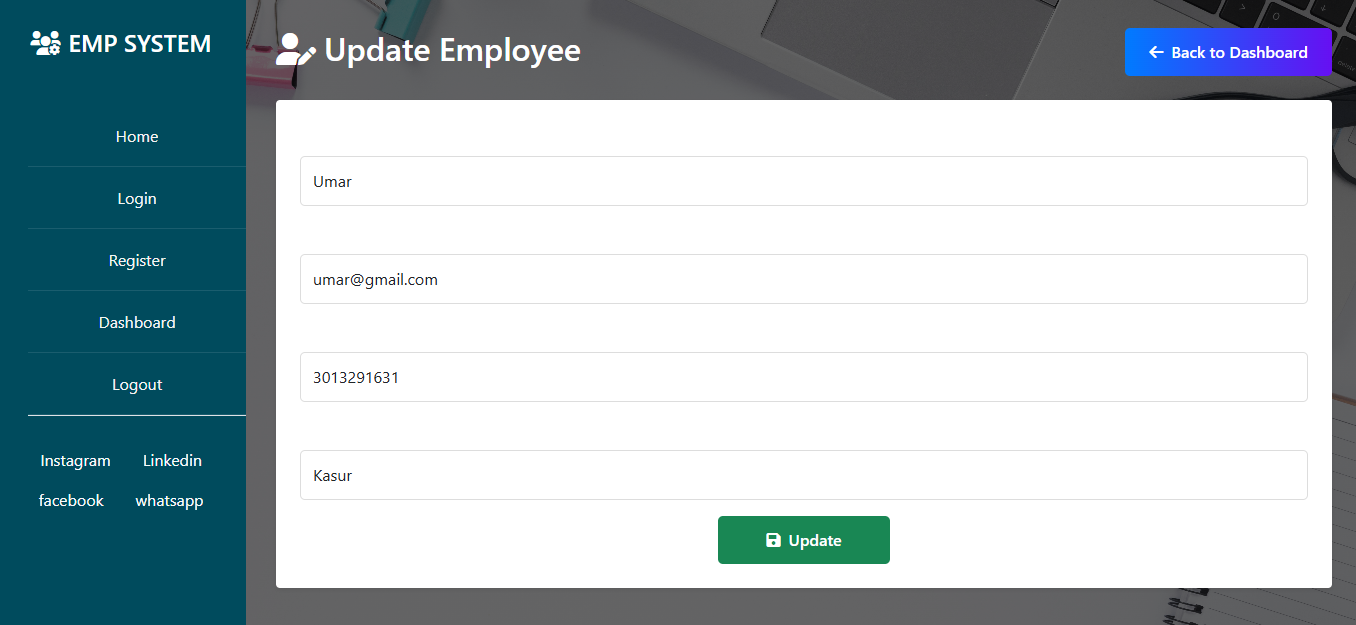 EMP SYSTEM
Home
Login
Register
Dashboard
Logout
Instagram Linkedin
facebook whatsapp
Update Employee
Back to Dashboard
Umar
umar@gmail.com
3013291631
Kasur
Update